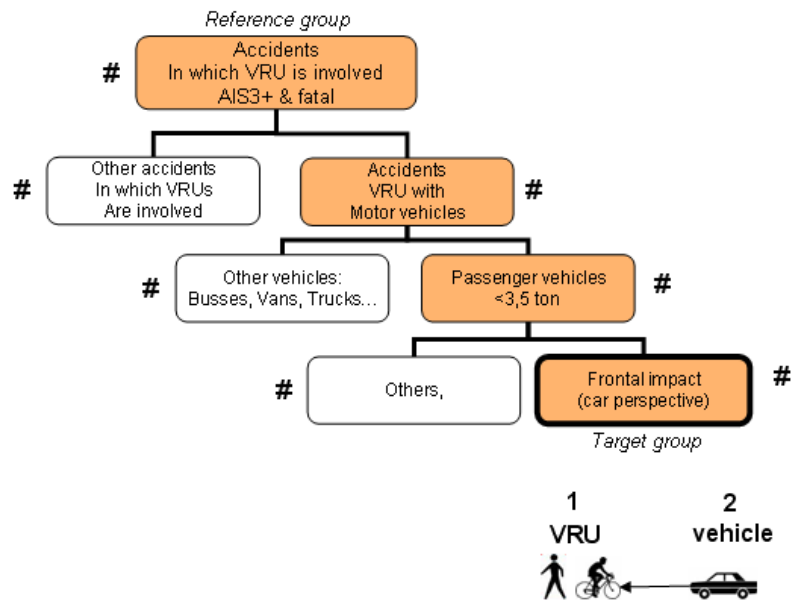 Reference group
#
Accidents
In which VRU is involved
AIS3+ & fatal
#
Other accidents
In which VRUs
Are involved
Accidents
VRU with
Motor vehicles
#
#
Other vehicles:
Busses, Vans, Trucks...
Passenger vehicles
<3,5 ton
#
#
Others,
Frontal impact
(car perspective)
#
Target group
1
VRU
2
vehicle